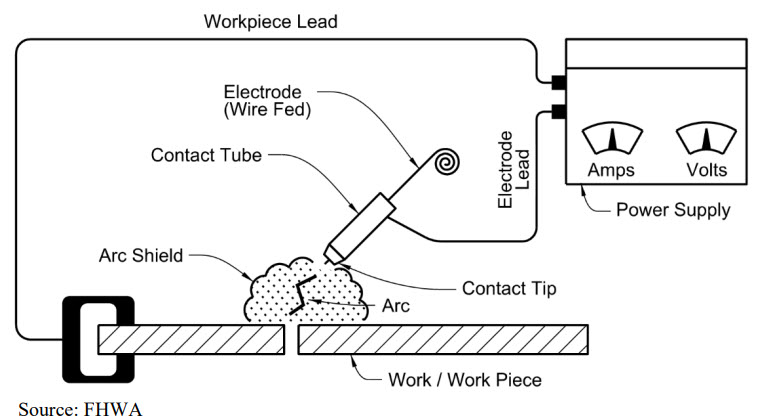 Workpiece Lead
Electrode
(Wire Fed)
Contact Tube
Electrode
Lead
Amps
Volts
Power Supply
Arc Shield
Contact Tip
Arc
Work / Work Piece
Source: FHWA